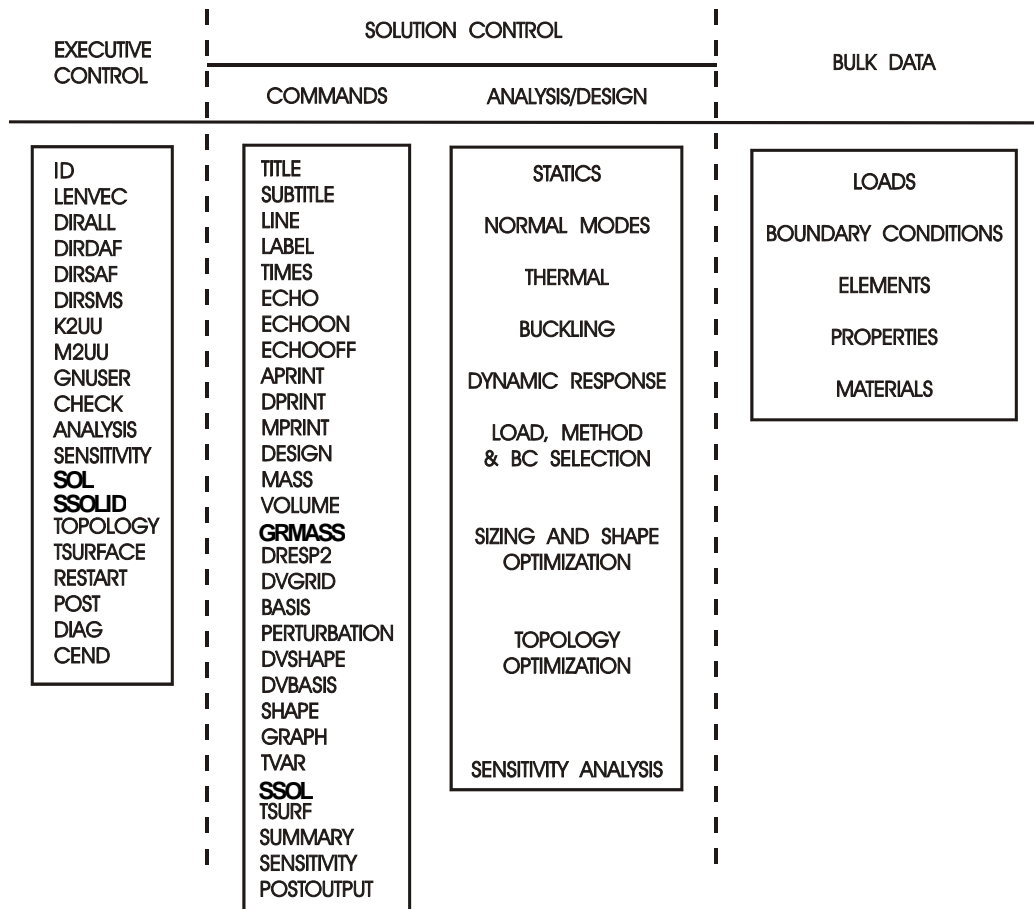 EXECUTIVE
CONTROL
SOLUTION CONTROL
COMMANDS
ANALYSIS/DESIGN
BULK DATA
ID
LENVEC
DIRALL
DIRDAF
DIRSAF
DIRSMS
K2UU
M2UU
GNUSER
CHECK
ANALYSIS
SENSITIVITY
SOL
SSOLID
TOPOLOGY
TSURFACE
RESTART
POST
DIAG
CEND
TITLE
SUBTITLE
LINE
LABEL
TIMES
ECHO
ECHOON
ECHOOFF
APRINT
DPRINT
MPRINT
DESIGN
MASS
VOLUME
GRMASS
DRESP2
DVGRID
BASIS
PERTURBATION
DVSHAPE
DVBASIS
SHAPE
GRAPH
TVAR
SSOL
TSURF
SUMMARY
SENSITIVITY
POSTOUTPUT
STATICS
NORMAL MODES
THERMAL
BUCKLING
DYNAMIC RESPONSE
LOAD, METHOD
& BC SELECTION
SIZING AND SHAPE
OPTIMIZATION
TOPOLOGY
OPTIMIZATION
SENSITIVITY ANALYSIS
LOADS
BOUNDARY CONDITIONS
ELEMENTS
PROPERTIES
MATERIALS